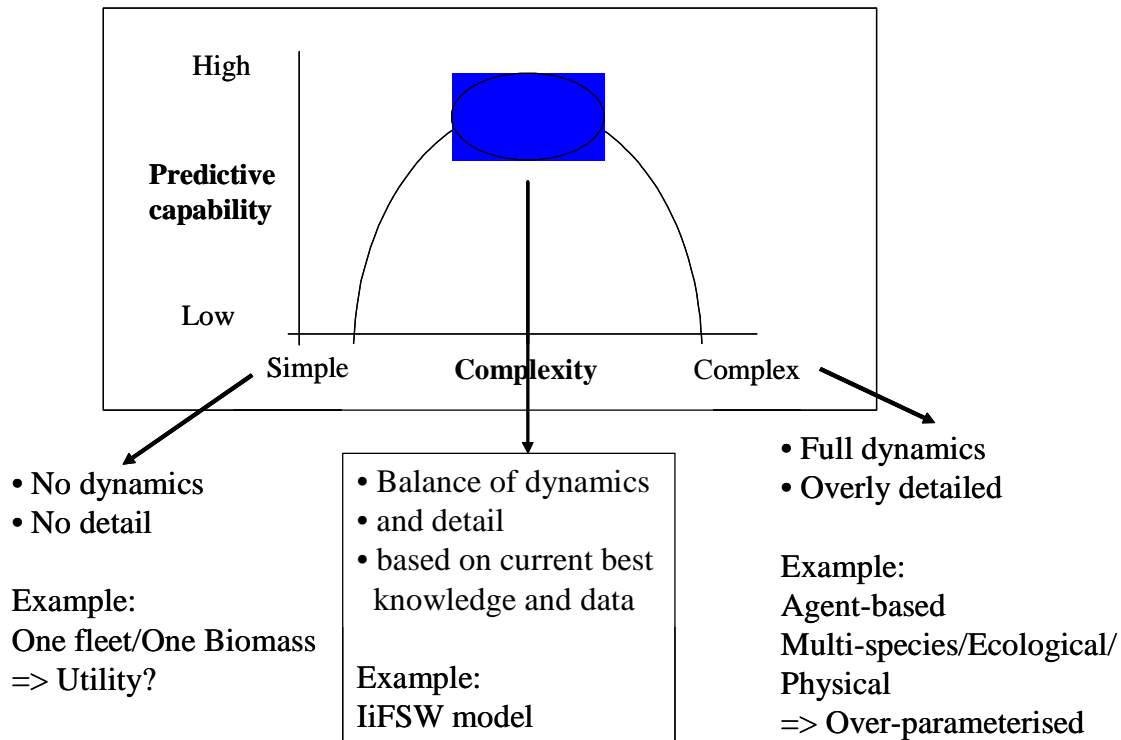 High
Predictive
capability
Low
Simple
Complexity
Complex
• No dynamics
• No detail
Example:
One fleet/One Biomass
=> Utility?
• Balance of dynamics
• and detail
• based on current best
knowledge and data
Example:
IiFSW model
• Full dynamics
• Overly detailed
Example:
Agent-based
Multi-species/Ecological/
Physical
=> Over-parameterised